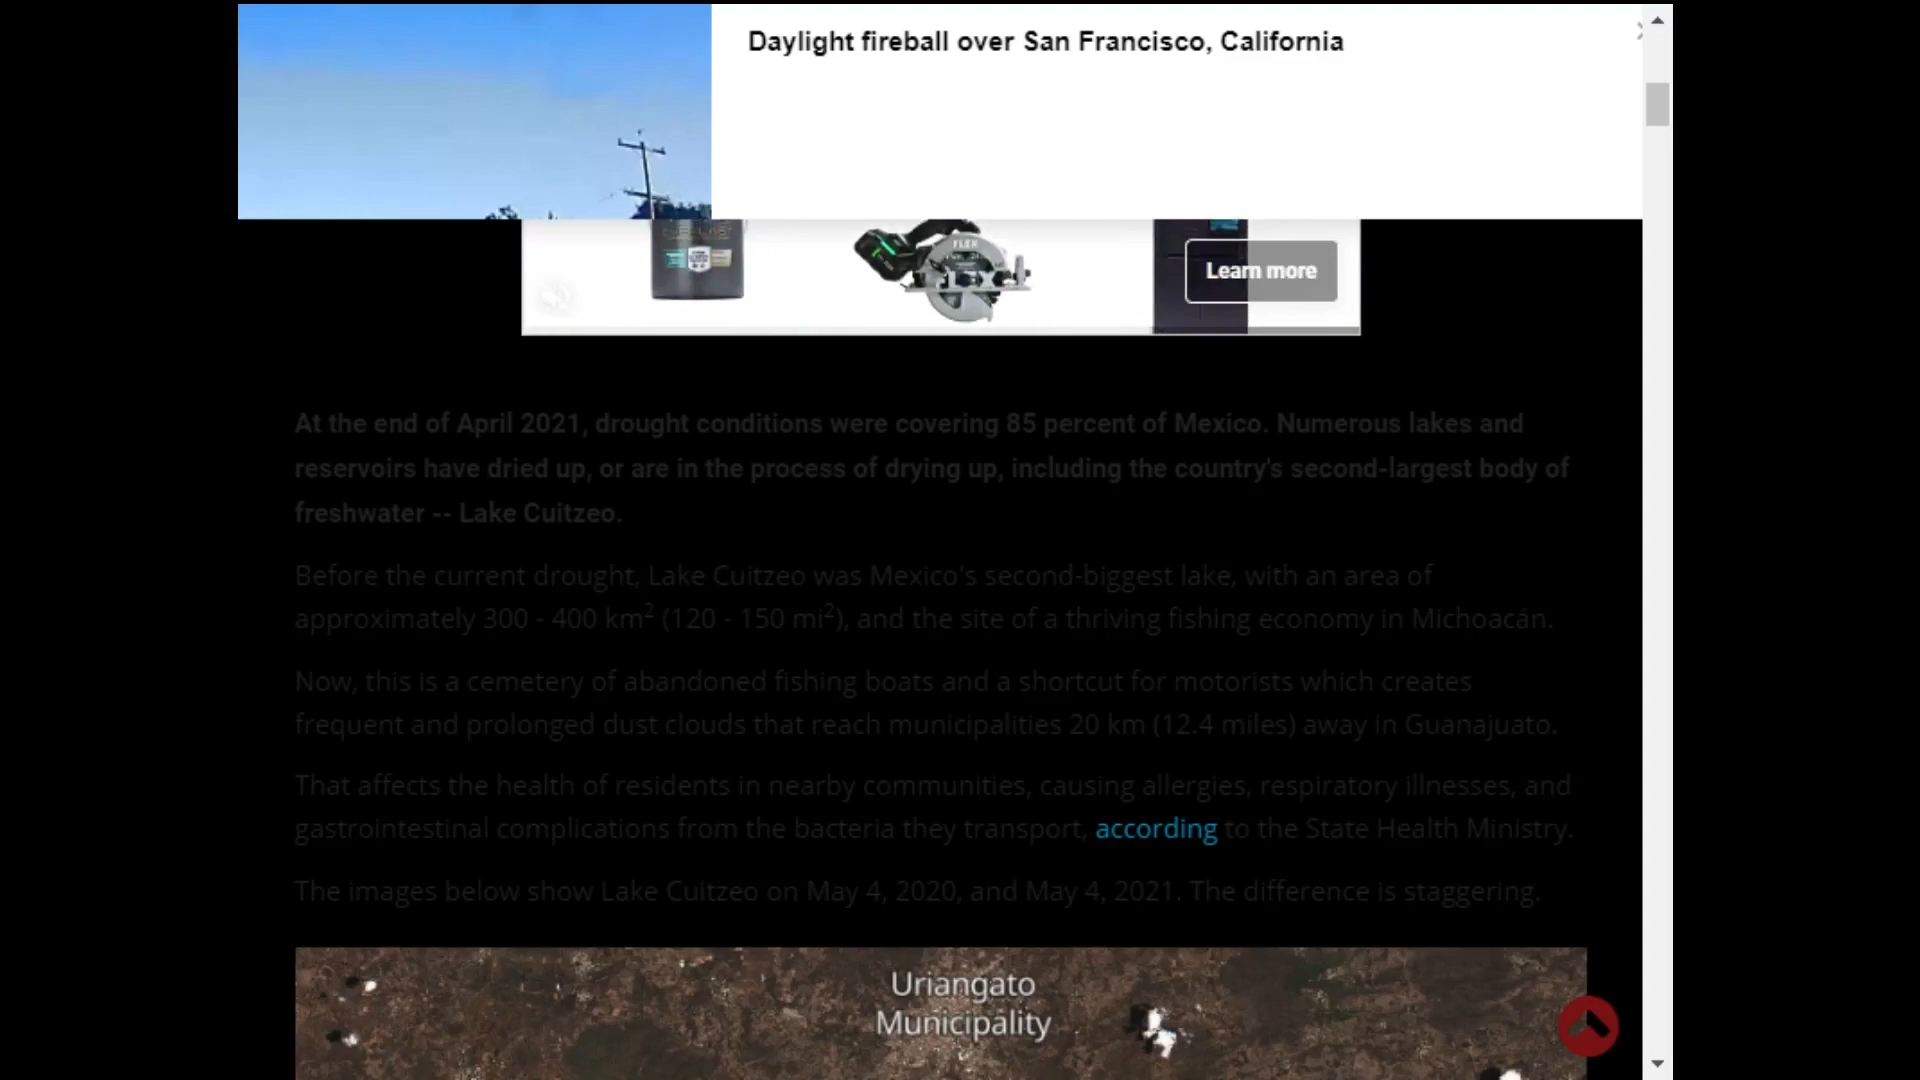 Daylight fireball over San Francisco, California
FLEX
Learn more
At the end of April 2021, drought conditions were covering 85 percent of Mexico. Numerous lakes and
reservoirs have dried up, or are in the process of drying up, including the country's second-largest body of
freshwater -- Lake Cuitzeo.
Before the current drought, Lake Cuitzeo was Mexico's second-biggest lake, with an area of
approximately 300 - 400 km² (120 - 150 mi²), and the site of a thriving fishing economy in Michoacán.
Now, this is a cemetery of abandoned fishing boats and a shortcut for motorists which creates
frequent and prolonged dust clouds that reach municipalities 20 km (12.4 miles) away in Guanajuato.
That affects the health of residents in nearby communities, causing allergies, respiratory illnesses, and
gastrointestinal complications from the bacteria they transport, according to the State Health Ministry.
The images below show Lake Cuitzeo on May 4, 2020, and May 4, 2021. The difference is staggering.
Uriangato
Municipality